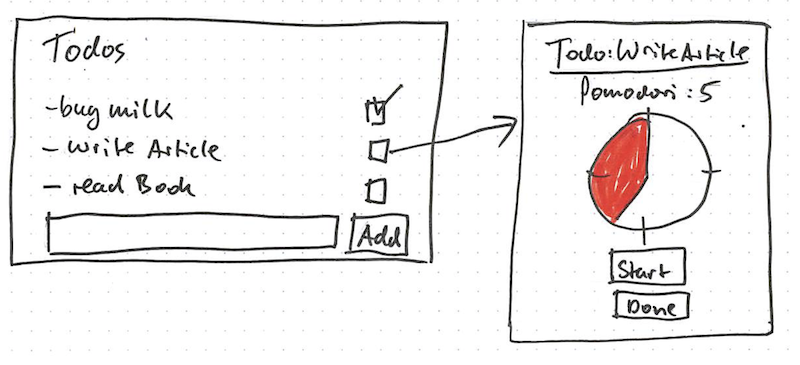 Todos
-bug milk
- write Article
- read Book
Add
Todo: Write Article
Pomodori: 5
Start
Done